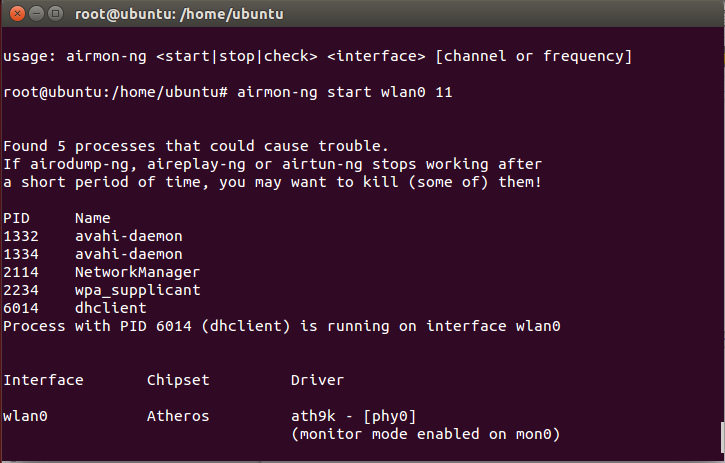 root@ubuntu: /home/ubuntu
usage: airmon-ng <start|stop|check> <interface> [channel or frequency]
root@ubuntu:/home/ubuntu# airmon-ng start wlan0 11
Found 5 processes that could cause trouble.
If airodump-ng, aireplay-ng or airtun-ng stops working after
a short period of time, you may want to kill (some of) them!
PID Name
1332 avahi-daemon
1334 avahi-daemon
2114 NetworkManager
2234 wpa_supplicant
6014 dhclient
Process with PID 6014 (dhclient) is running on interface wlan0
Interface Chipset Driver
wlan0 Atheros ath9k - [phy0]
(monitor mode enabled on mon0)